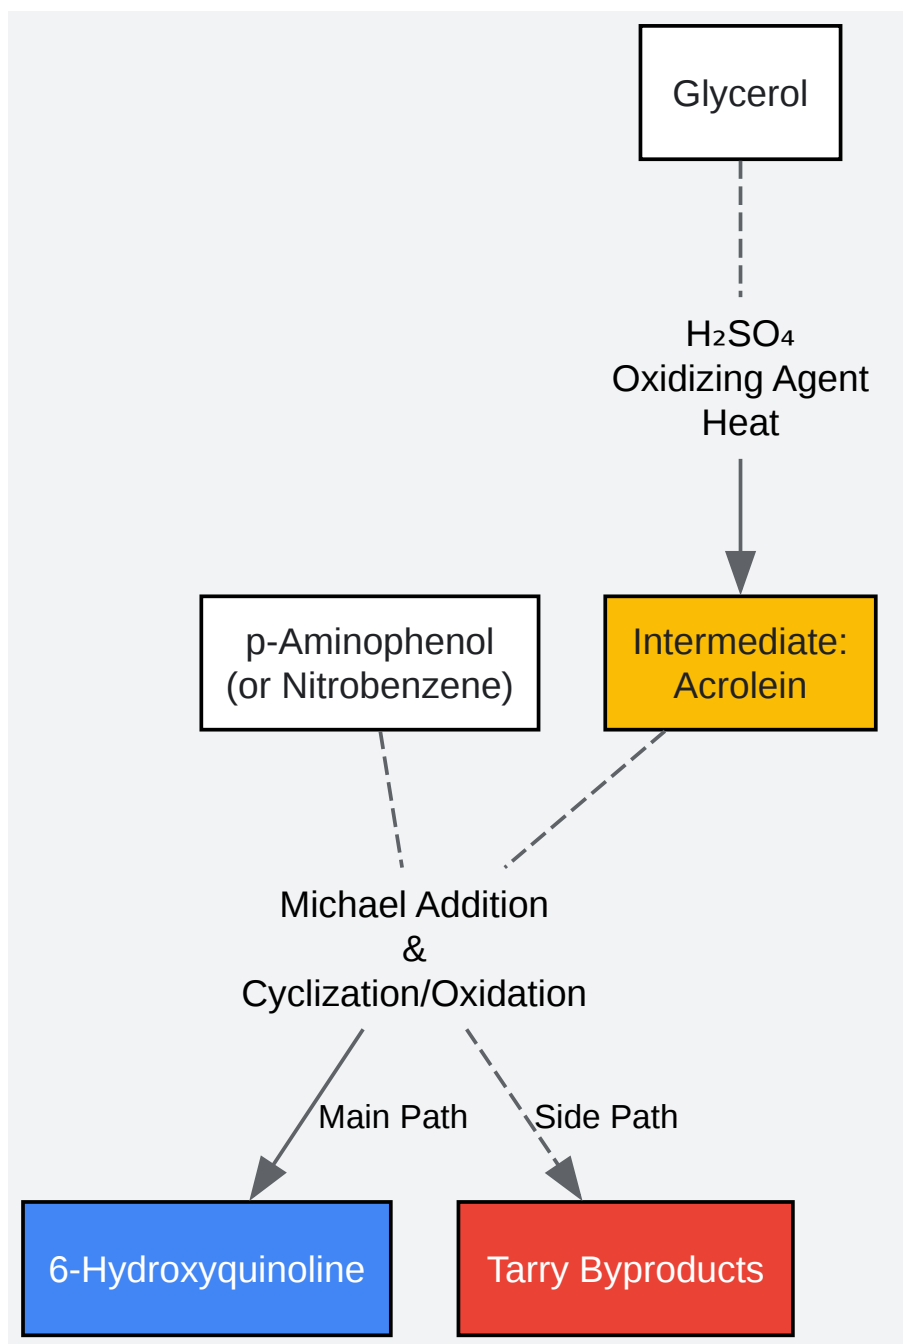 Glycerol
H₂SO₄
Oxidizing Agent
Heat
p-Aminophenol
(or Nitrobenzene)
Intermediate:
Acrolein
Michael Addition
&
Cyclization/Oxidation
Main Path
Side Path
6-Hydroxyquinoline
Tarry Byproducts